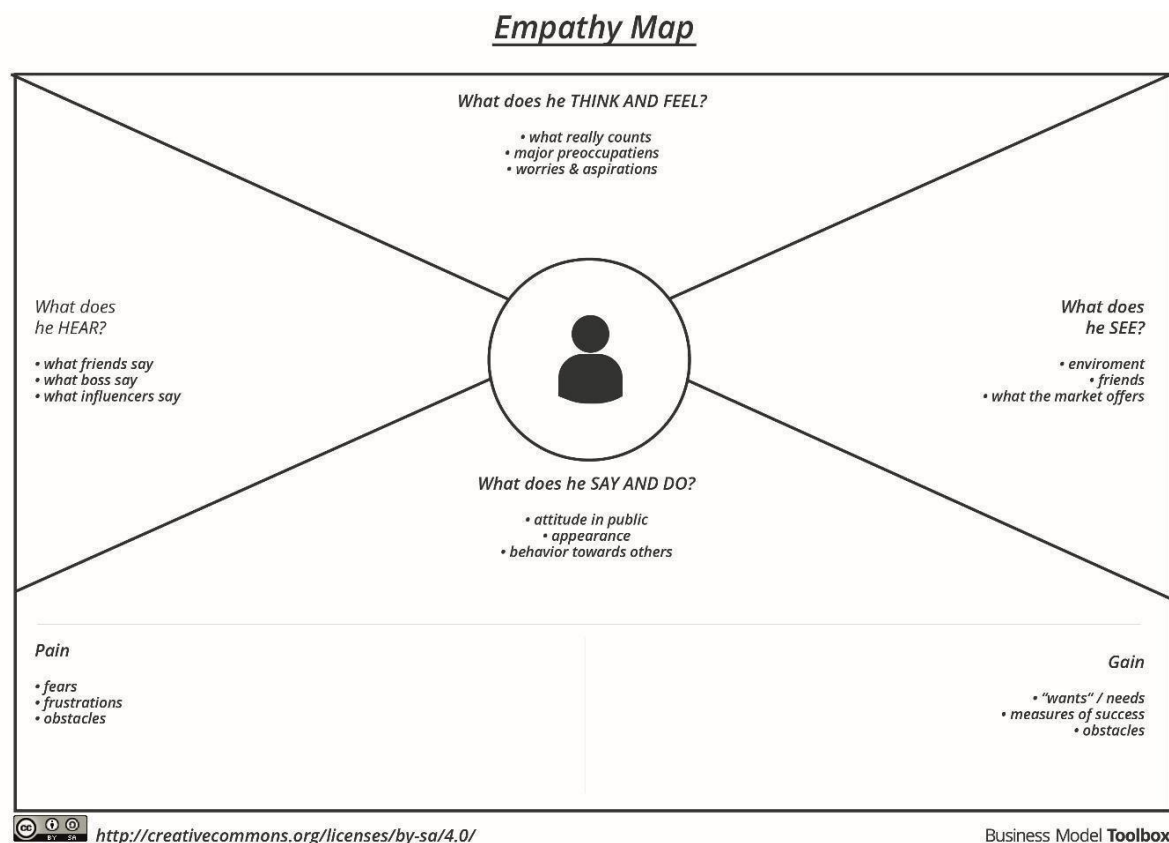 Empathy Map
What does he THINK AND FEEL?
• what really counts
• major preoccupatiens
• worries & aspirations
What does
he HEAR?
• what friends say
• what boss say
• what influencers say
What does
he SEE?
• enviroment
• friends
• what the market offers
What does he SAY AND DO?
• attitude in public
• appearance
• behavior towards others
Pain
• fears
• frustrations
• obstacles
Gain
• “wants“ / needs
• measures of success
• obstacles
cc BY SA
http://creativecommons.org/licenses/by-sa/4.0/
Business Model Toolbox